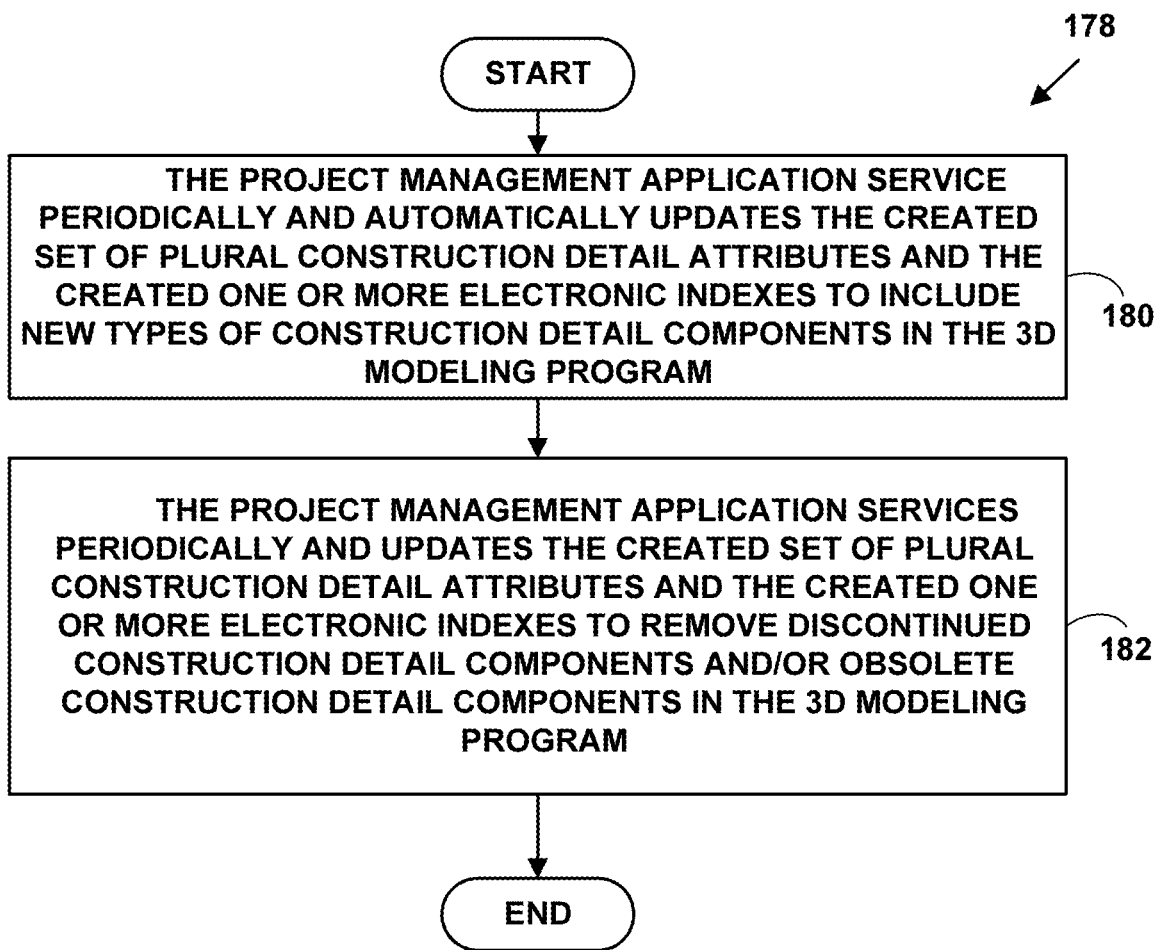 178
START
THE PROJECT MANAGEMENT APPLICATION SERVICE
PERIODICALLY AND AUTOMATICALLY UPDATES THE CREATED
SET OF PLURAL CONSTRUCTION DETAIL ATTRIBUTES AND THE
CREATED ONE OR MORE ELECTRONIC INDEXES TO INCLUDE
NEW TYPES OF CONSTRUCTION DETAIL COMPONENTS IN THE 3D
MODELING PROGRAM
180
THE PROJECT MANAGEMENT APPLICATION SERVICES
PERIODICALLY AND UPDATES THE CREATED SET OF PLURAL
CONSTRUCTION DETAIL ATTRIBUTES AND THE CREATED ONE
OR MORE ELECTRONIC INDEXES TO REMOVE DISCONTINUED
CONSTRUCTION DETAIL COMPONENTS AND/OR OBSOLETE
CONSTRUCTION DETAIL COMPONENTS IN THE 3D MODELING
PROGRAM
182
END